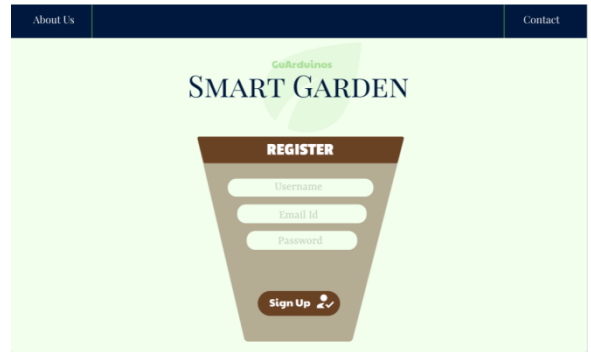 About Us
Contact
GuArduinos
SMART GARDEN
REGISTER
Username
Email Id
Password
Sign Up